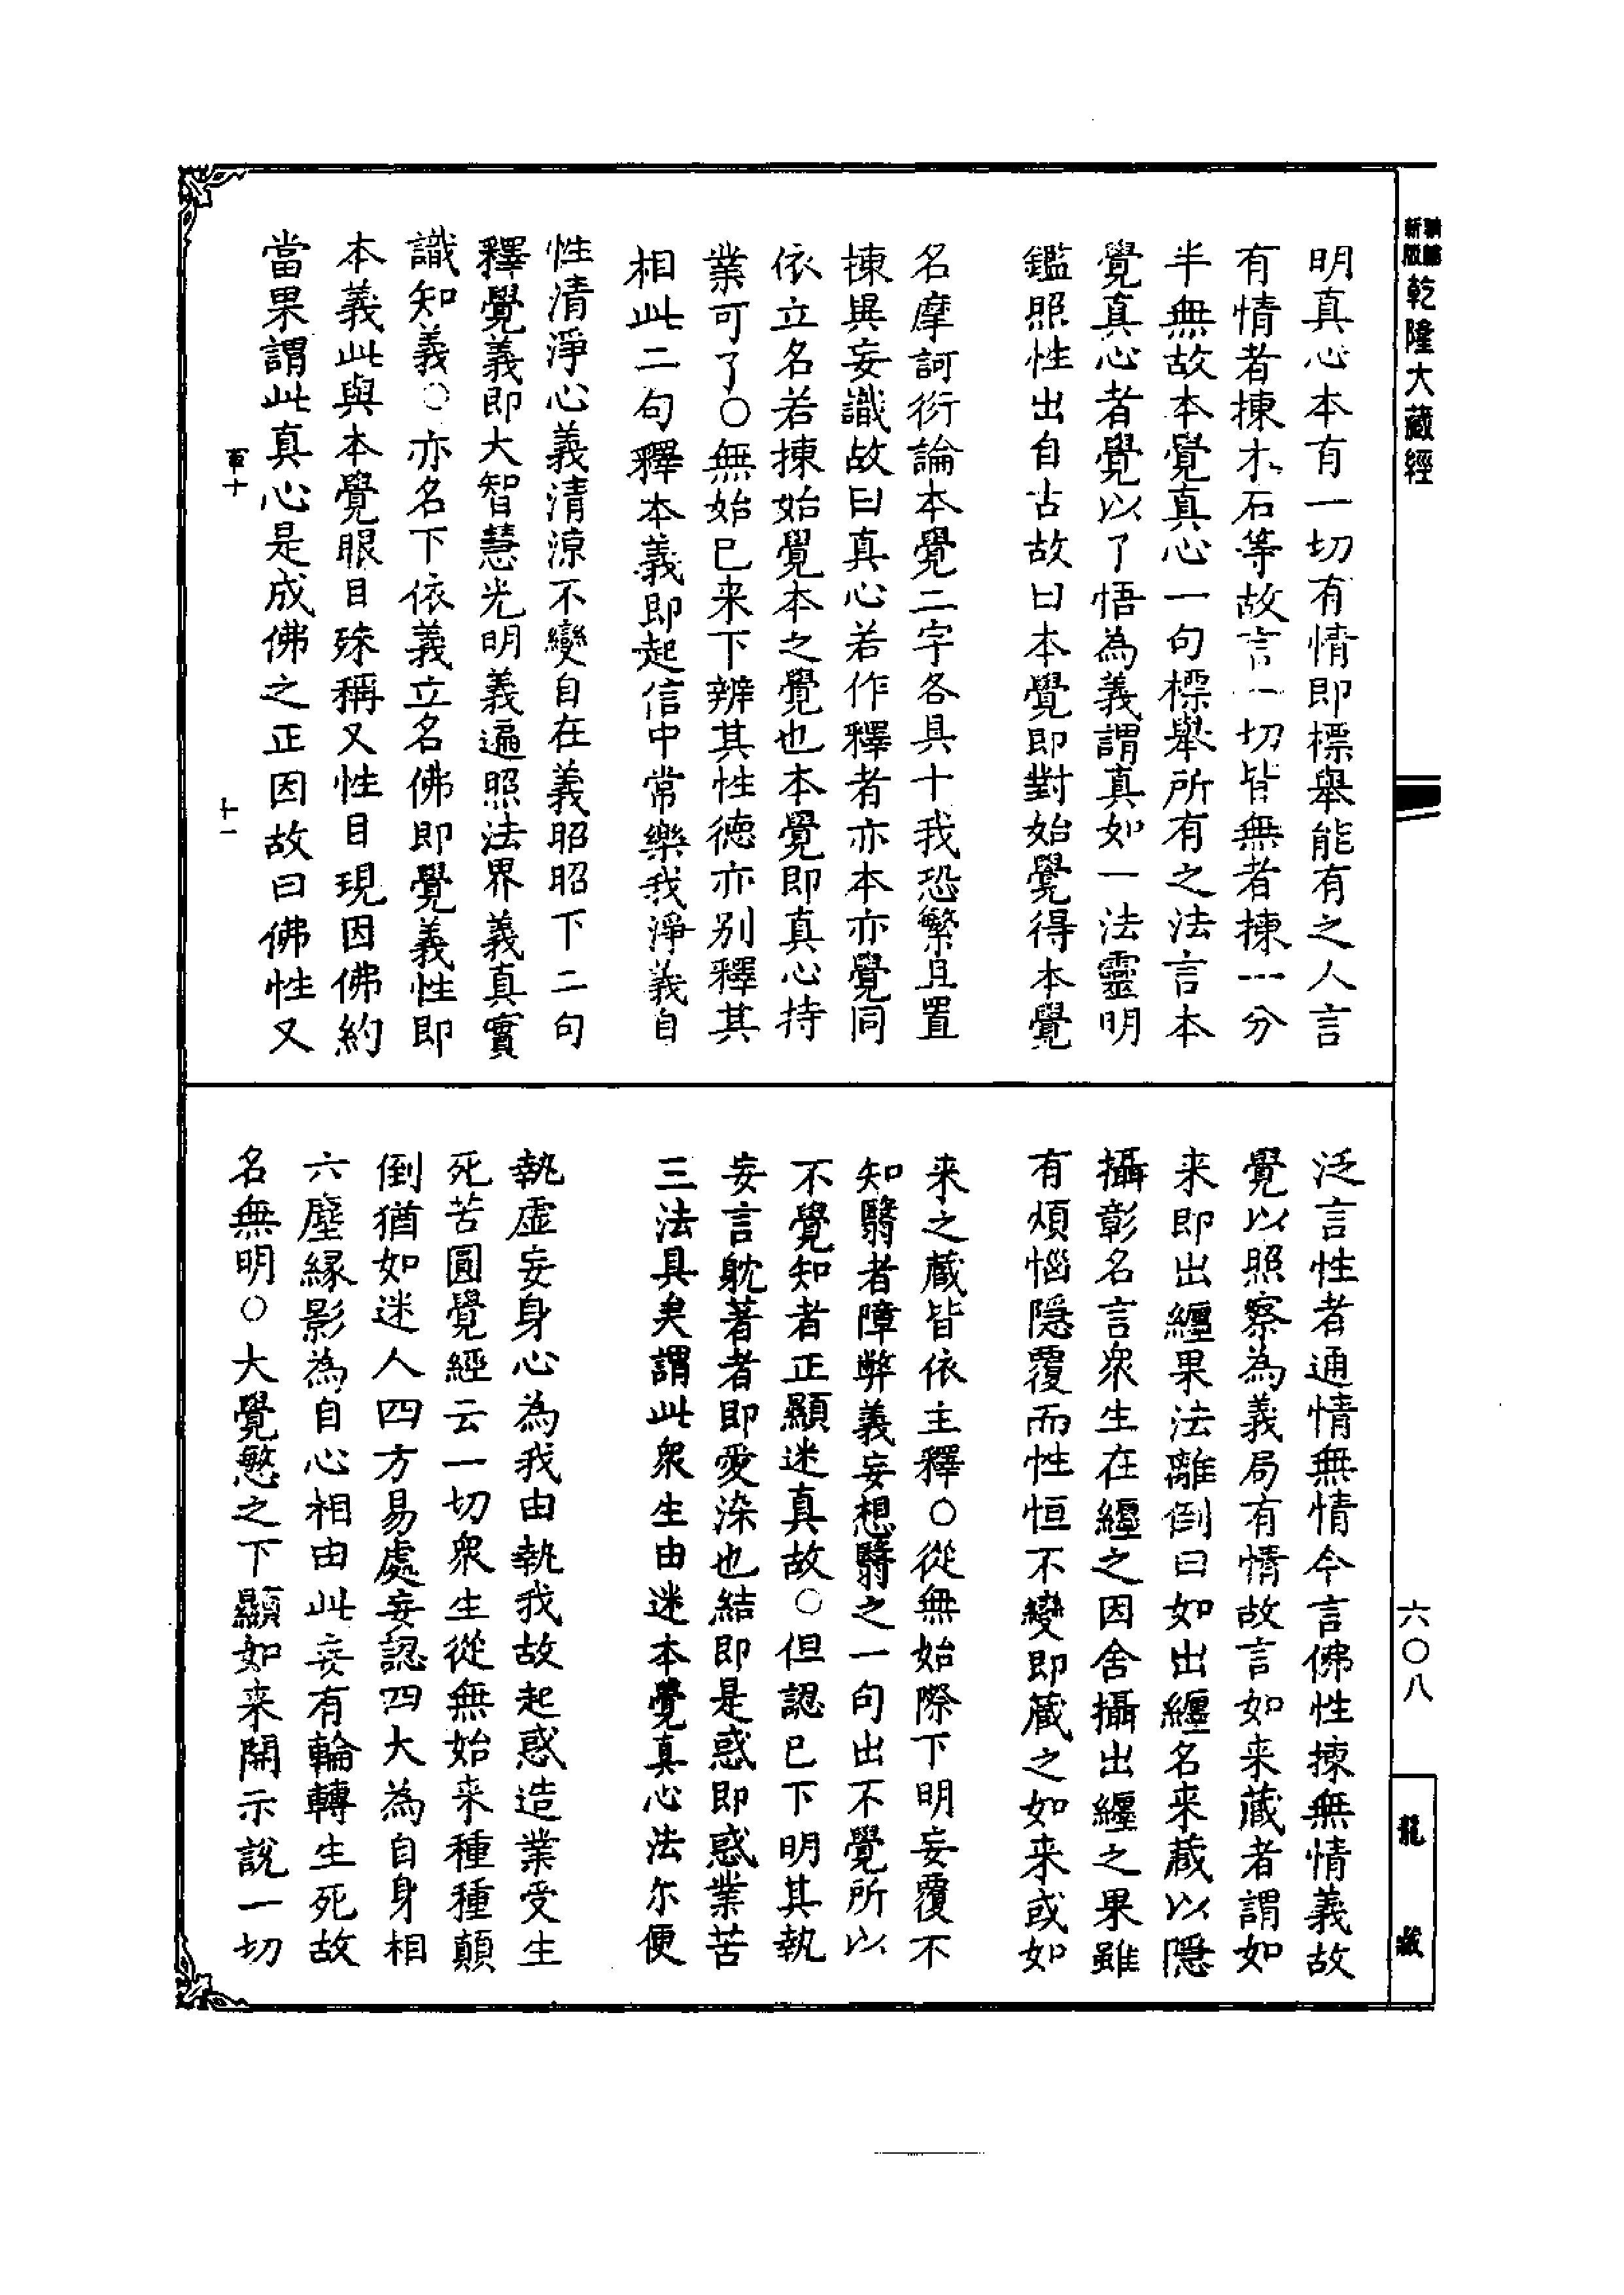 新編
新版
乾隆大藏經
明真心本有一切有情即標舉能有之人言
有情者揀木石等故言一切皆無者揀一分
半無故本覺真心一句標舉所有之法言本
覺真心者覺以了悟為義謂真如一法靈明
鑑照性出自古故曰本覺即對始覺得本覺
名摩訶衍論本覺二字各具十我恐繁且置
揀異妄識故曰真心若作釋者亦本亦覺同
依立名若揀始覺本之覺也本覺即真心持
業可了〇無始已来下辨其性德亦別釋其
相此二句釋本義即起信中常樂我淨義自
性清淨心義清涼不變自在義昭昭下二句
釋覺義即大智慧光明義遍照法界義真實
識知義〇亦名下依義立名佛即覺義性即
本義此與本覺眼目殊稱又性目現因佛約
當果謂此真心是成佛之正因故曰佛性又
軍十
十一
泛言性者通情無情今言佛性揀無情義故
覺以照察為義局有情故言如来藏者謂如
来即出纏果法離倒曰如出纏名来藏以隱
攝彰名言衆生在纏之因含攝出纏之果雖
有煩惱隱覆而性恒不變即藏之如来或如
来之藏皆依主釋〇從無始際下明妄覆不
知翳者障弊義妄想翳之一句出不覺所以
不覺知者正顯迷真故〇但認已下明其執
妄言躭著者即愛染也結即是惑即惑業苦
三法具矣謂此衆生由迷本覺真心法尓便
執虛妄身心為我由執我故起惑造業受生
死苦圓覺經云一切衆生從無始来種種顛
倒猶如迷人四方易處妄認四大為自身相
六塵緣影為自心相由此妄有輪轉生死故
名無明〇大覺愍之下顯如来開示說一切
六〇八
龍藏